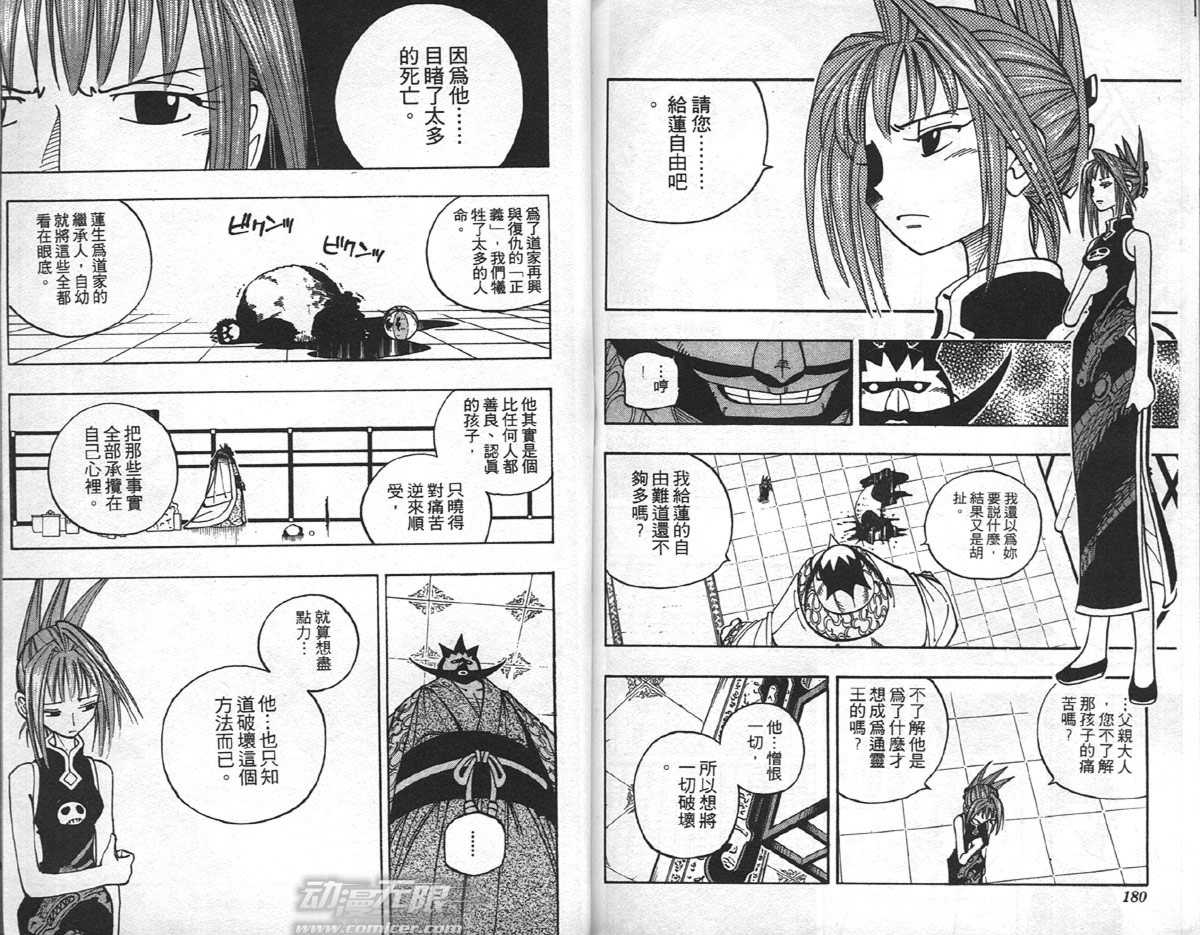 請您………
給蓮自由吧
。
…哼
！
我還以為妳
要說什麼，
結果又是胡
扯。
我給蓮的自
由難道還不
夠多嗎？
…父親大人
，您不了解
那孩子的痛
苦嗎？
不了解他是
為了什麼才
想成為通靈
王的嗎？
他…憎恨
一切，
所以想將
一切破壞
。
180
因為他……
目睹了太多
的死亡。
為了道家再興
與復仇的「正
義」，我們犧
牲了太多的人
命。
ビクンッ
ビクンッ
蓮生為道家的
繼承人，自幼
就將這些全都
看在眼底。
他其實是個
比任何人都
善良、認真
的孩子，
只曉得
對痛苦
逆來順
受，
把那些事實
全部承攬在
自己心裡。
……
就算想盡
點力…
他…也只知
道破壞這個
方法而已。
动漫无限
www.comicer.com